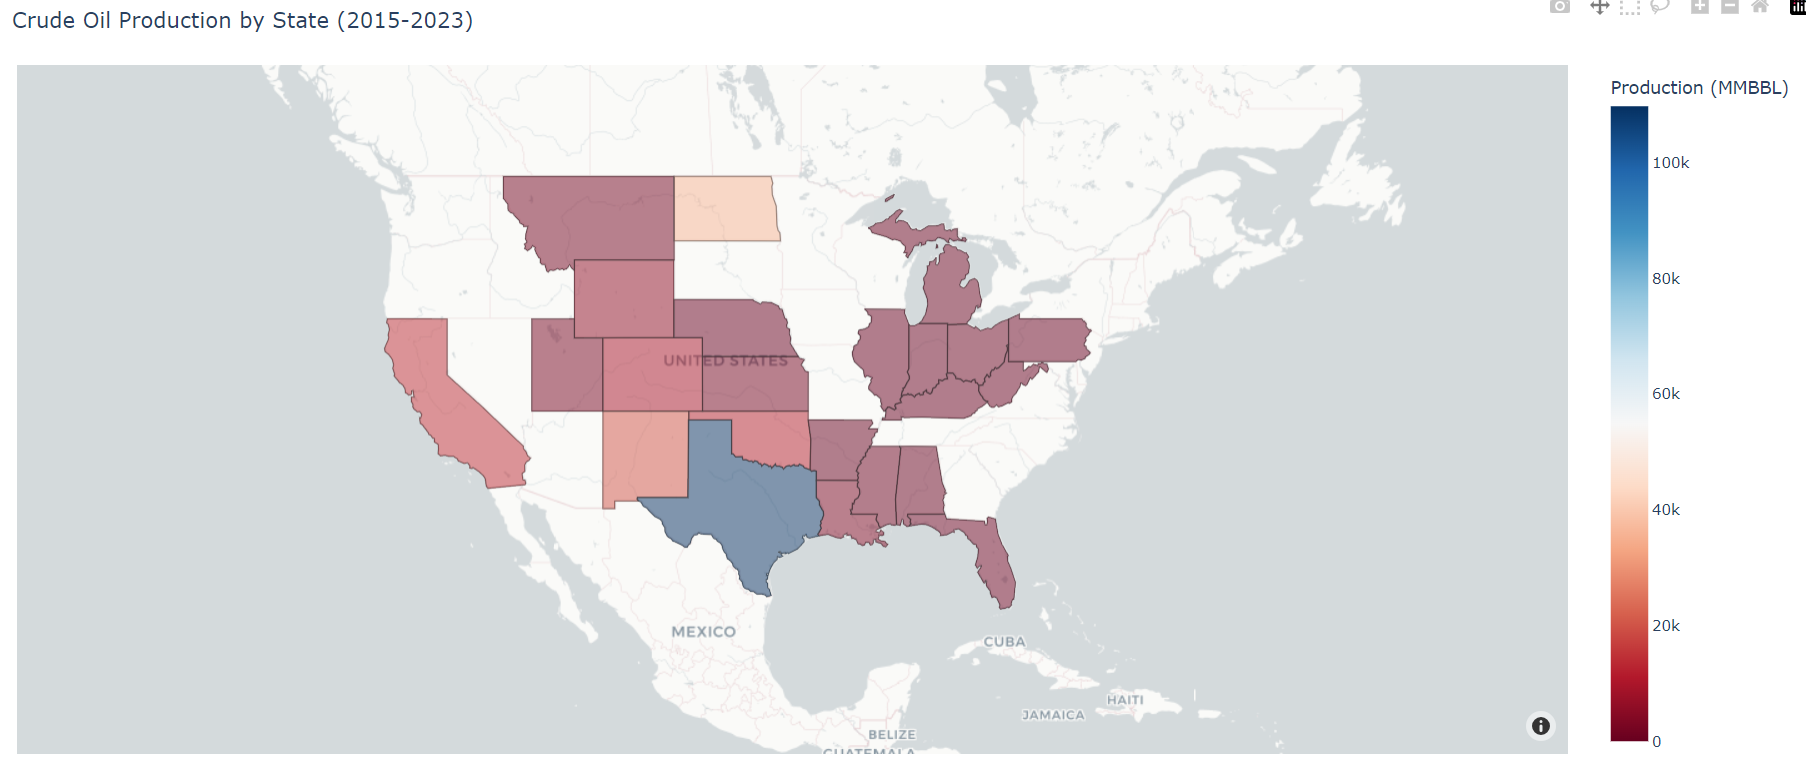 Crude Oil Production by State (2015-2023)
Production (MMBBL)
100k
80k
60k
40k
20k
0
UNITED STATES
MEXICO
CUBA
HAITI
JAMAICA
BELIZE
GUATEMALA